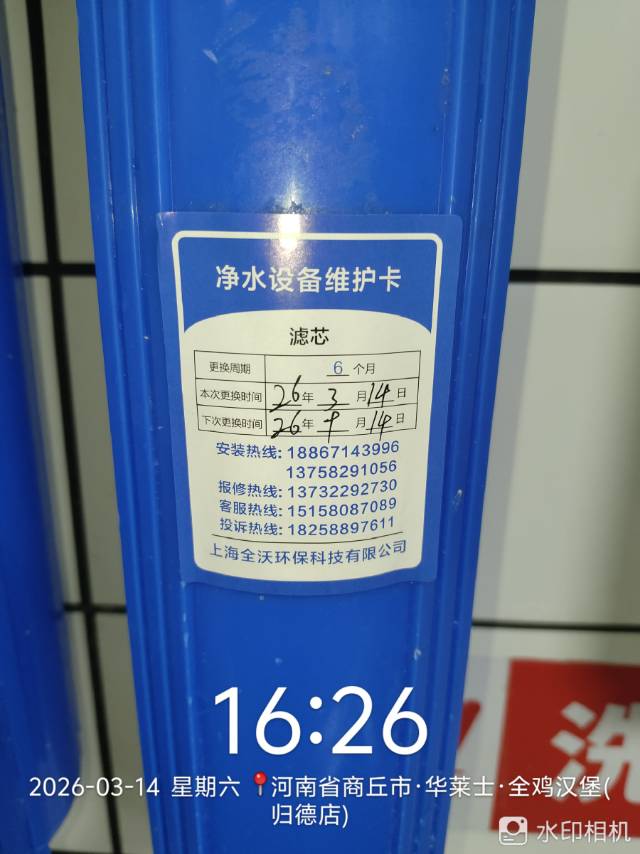 净水设备维护卡
滤芯
更换周期 6 个月
本次更换时间 26年 3 月 14 日
下次更换时间 26年 月 14 日
安装热线: 18867143996
13758291056
报修热线: 13732292730
客服热线: 15158087089
投诉热线: 18258897611
上海全沃环保科技有限公司
洗
16:26
2026-03-14 星期六 📍河南省商丘市·华莱士·全鸡汉堡(
归德店)
水印相机